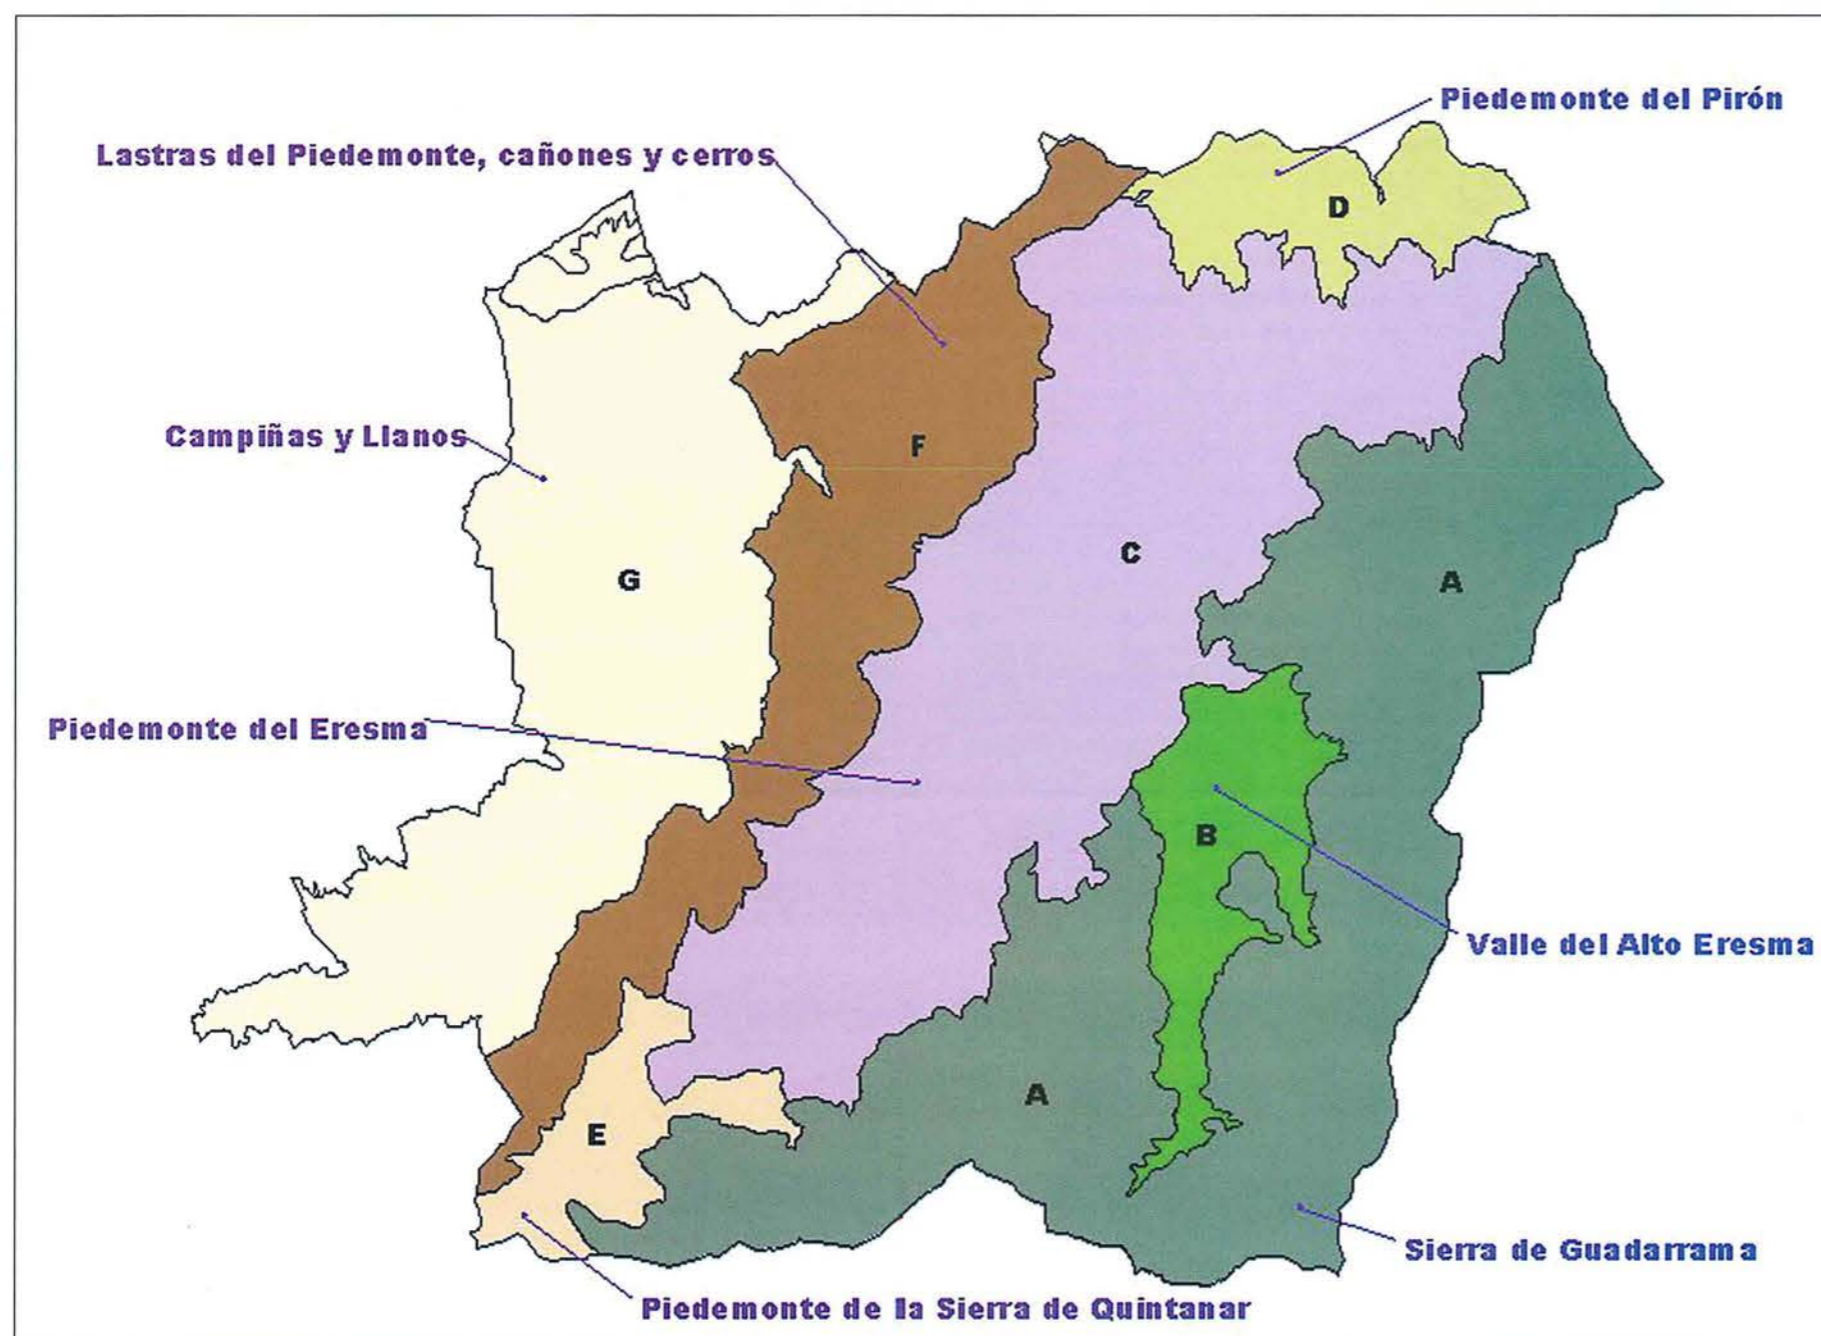 Piedemonte del Pirón
Lastras del Piedemonte, cañones y cerros
D
Campiñas y Llanos
F
C
G
A
Piedemonte del Eresma
B
Valle del Alto Eresma
A
E
Sierra de Guadarrama
Piedemonte de la Sierra de Quintanar